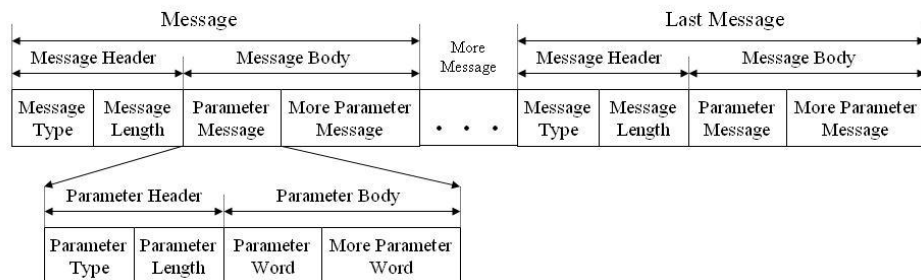 Message
Last Message
More
Message
Message Header
Message Body
Message Header
Message Body
Message
Type
Message
Length
Parameter
Message
More Parameter
Message
. . .
Message
Type
Message
Length
Parameter
Message
More Parameter
Message
Parameter Header
Parameter Body
Parameter
Type
Parameter
Length
Parameter
Word
More Parameter
Word